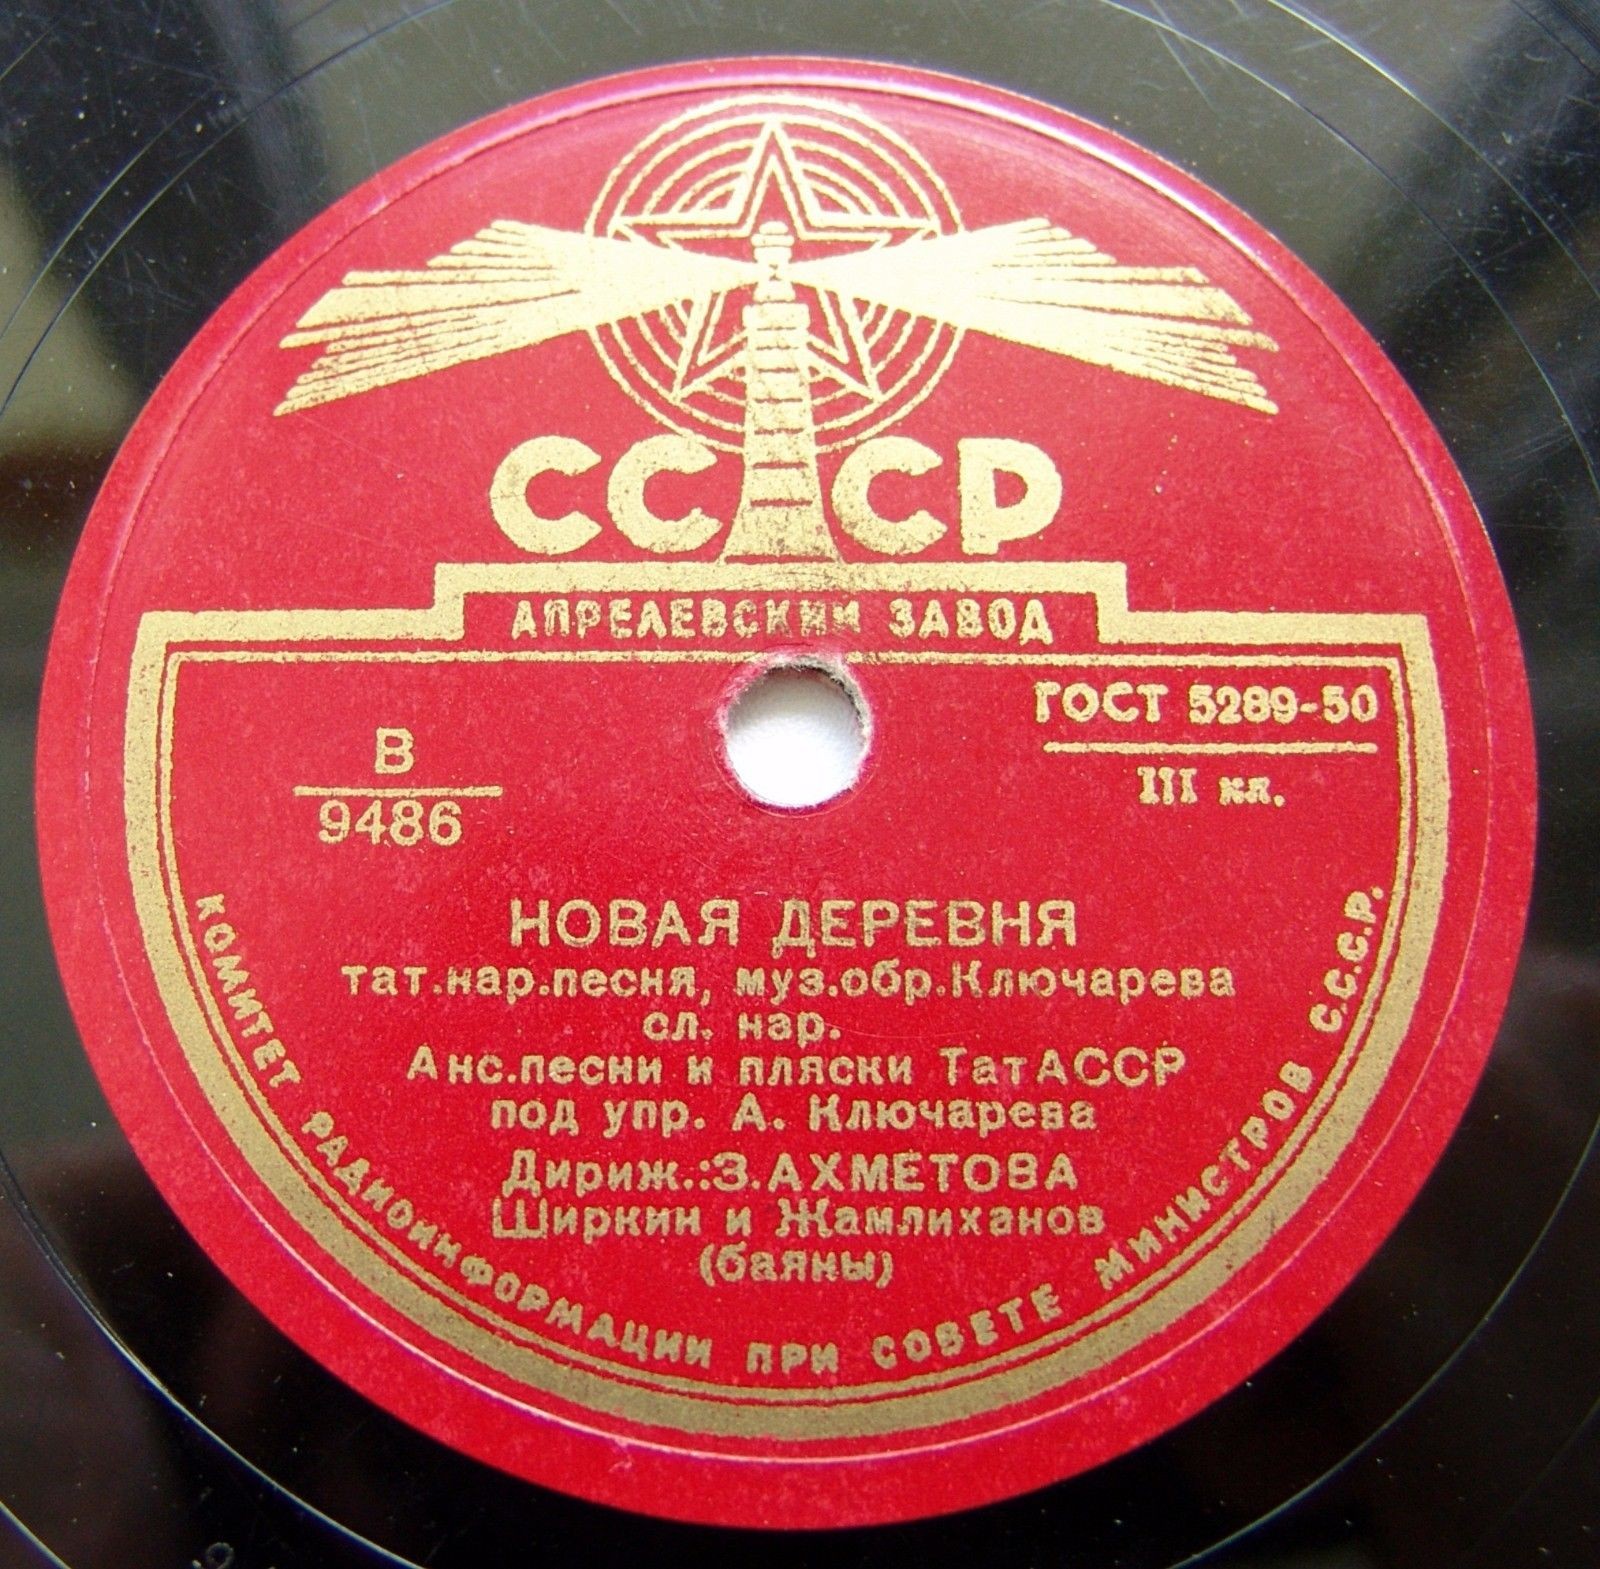 СССР
АПРЕЛЕВСКИЙ ЗАВОД
ГОСТ 5289-50
III кл.
В
9486
НОВАЯ ДЕРЕВНЯ
тат.нар.песня, муз.обр.Ключарева
сл. нар.
Анс.песни и пляски ТатАССР
под упр. А. Ключарева
Дириж.:З.АХМЕТОВА
Ширкин и Жамлиханов
(баяны)
КОМИТЕТ РАДИОИНФОРМАЦИИ ПРИ СОВЕТЕ МИНИСТРОВ С.С.С.Р.